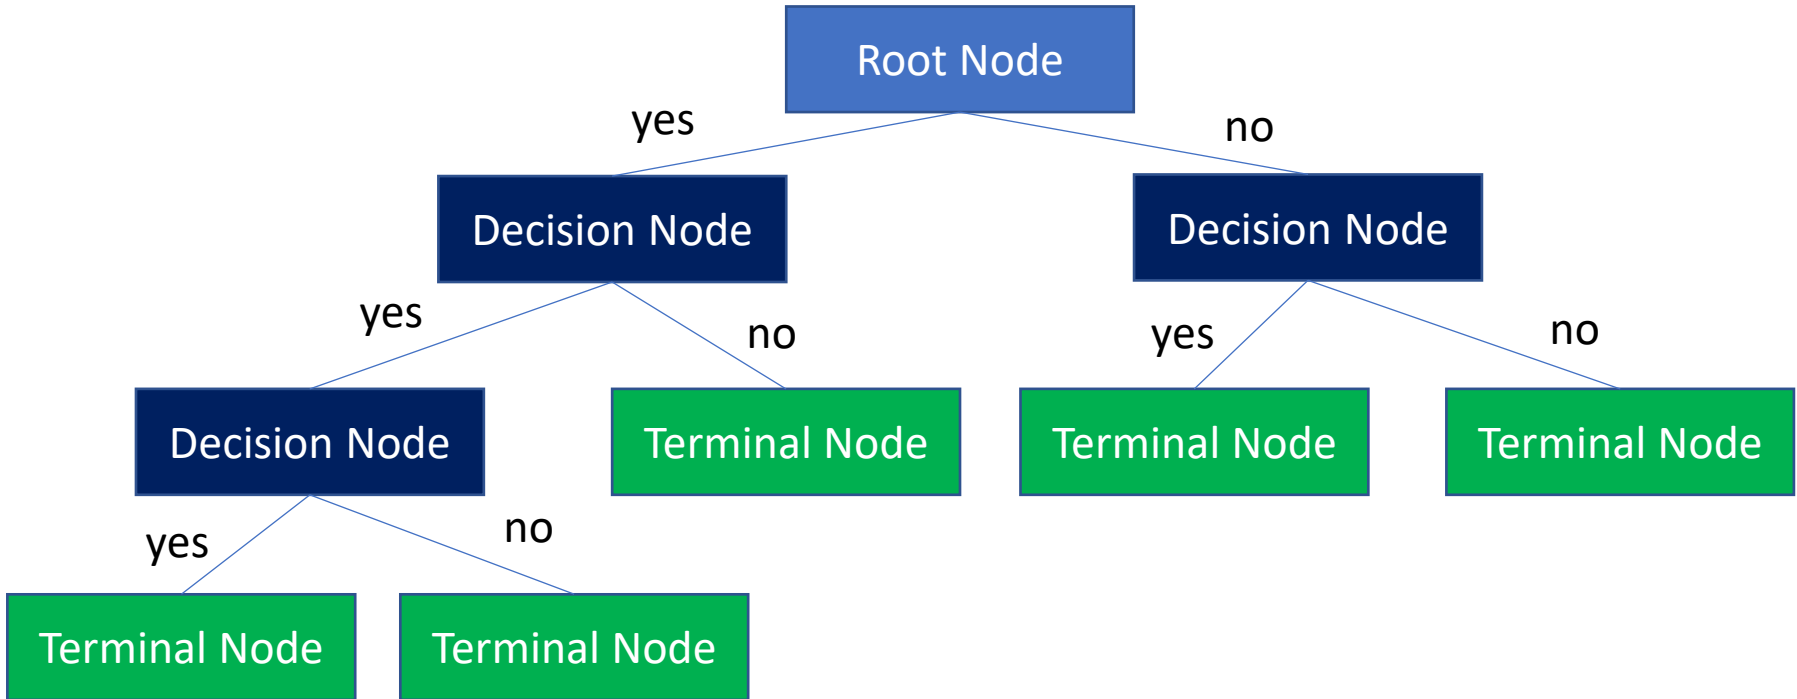 Root Node
yes
no
Decision Node
Decision Node
yes
no
yes
no
Decision Node
Terminal Node
Terminal Node
Terminal Node
yes
no
Terminal Node
Terminal Node